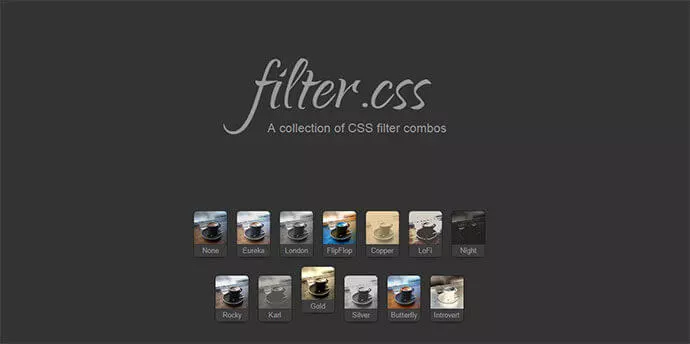 filter.css
A collection of CSS filter combos
None Eureka London FlipFlop Copper LoFi Night
Rocky Karl Gold Silver Butterfly Introvert